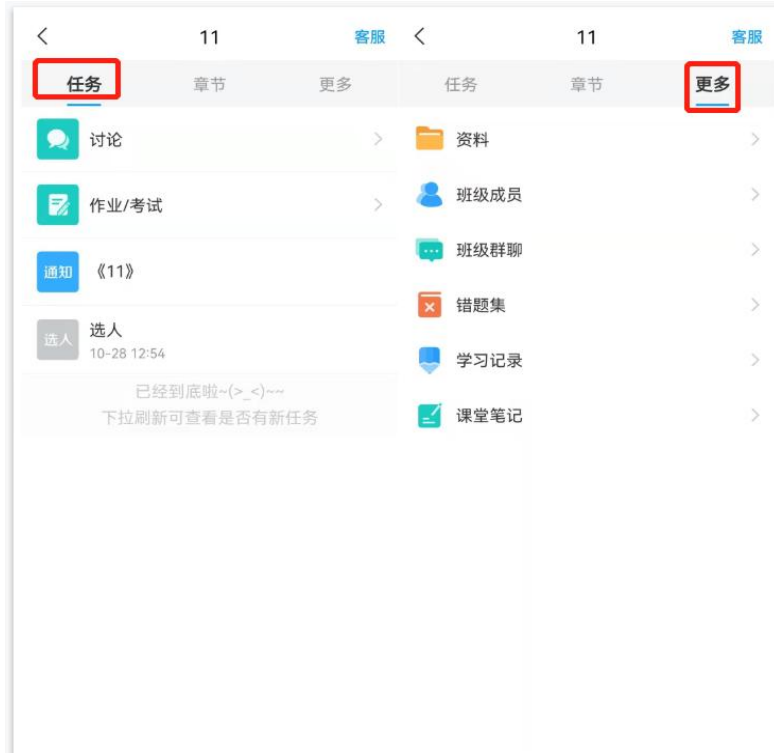 11
客服
任务
章节
更多
讨论
作业/考试
通知
《11》
选人
选人
10-28 12:54
已经到底啦~(>_<)~~
下拉刷新可查看是否有新任务
11
客服
任务
章节
更多
资料
班级成员
班级群聊
错题集
学习记录
课堂笔记